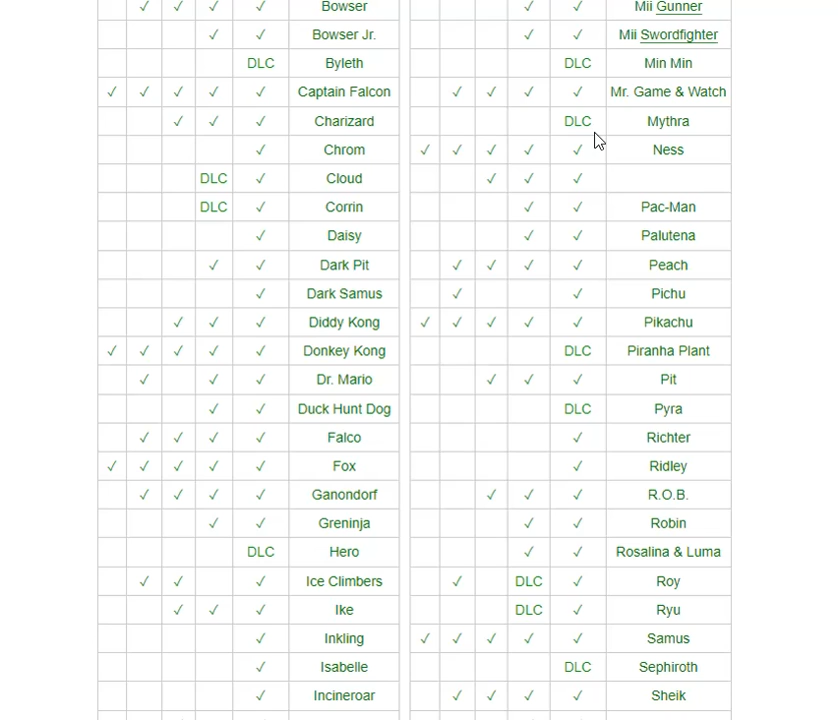 ✓ ✓ ✓ ✓ Bowser ✓ ✓ Mii Gunner
✓ ✓ Bowser Jr. ✓ ✓ Mii Swordfighter
DLC Byleth DLC Min Min
✓ ✓ ✓ ✓ ✓ Captain Falcon ✓ ✓ ✓ ✓ Mr. Game & Watch
✓ ✓ ✓ Charizard DLC Mythra
✓ Chrom ✓ ✓ ✓ ✓ ✓ Ness
DLC ✓ Cloud ✓ ✓ ✓
DLC ✓ Corrin ✓ ✓ Pac-Man
✓ Daisy ✓ ✓ Palutena
✓ ✓ Dark Pit ✓ ✓ ✓ ✓ Peach
✓ Dark Samus ✓ ✓ Pichu
✓ ✓ ✓ Diddy Kong ✓ ✓ ✓ ✓ ✓ Pikachu
✓ ✓ ✓ ✓ ✓ Donkey Kong DLC Piranha Plant
✓ ✓ ✓ Dr. Mario ✓ ✓ ✓ Pit
✓ ✓ Duck Hunt Dog DLC Pyra
✓ ✓ ✓ ✓ Falco ✓ Richter
✓ ✓ ✓ ✓ ✓ Fox ✓ Ridley
✓ ✓ ✓ ✓ Ganondorf ✓ ✓ ✓ R.O.B.
✓ ✓ Greninja ✓ ✓ Robin
DLC Hero ✓ ✓ Rosalina & Luma
✓ ✓ ✓ Ice Climbers ✓ DLC ✓ Roy
✓ ✓ ✓ Ike DLC ✓ Ryu
✓ Inkling ✓ ✓ ✓ ✓ ✓ Samus
✓ Isabelle DLC Sephiroth
✓ Incineroar ✓ ✓ ✓ ✓ Sheik